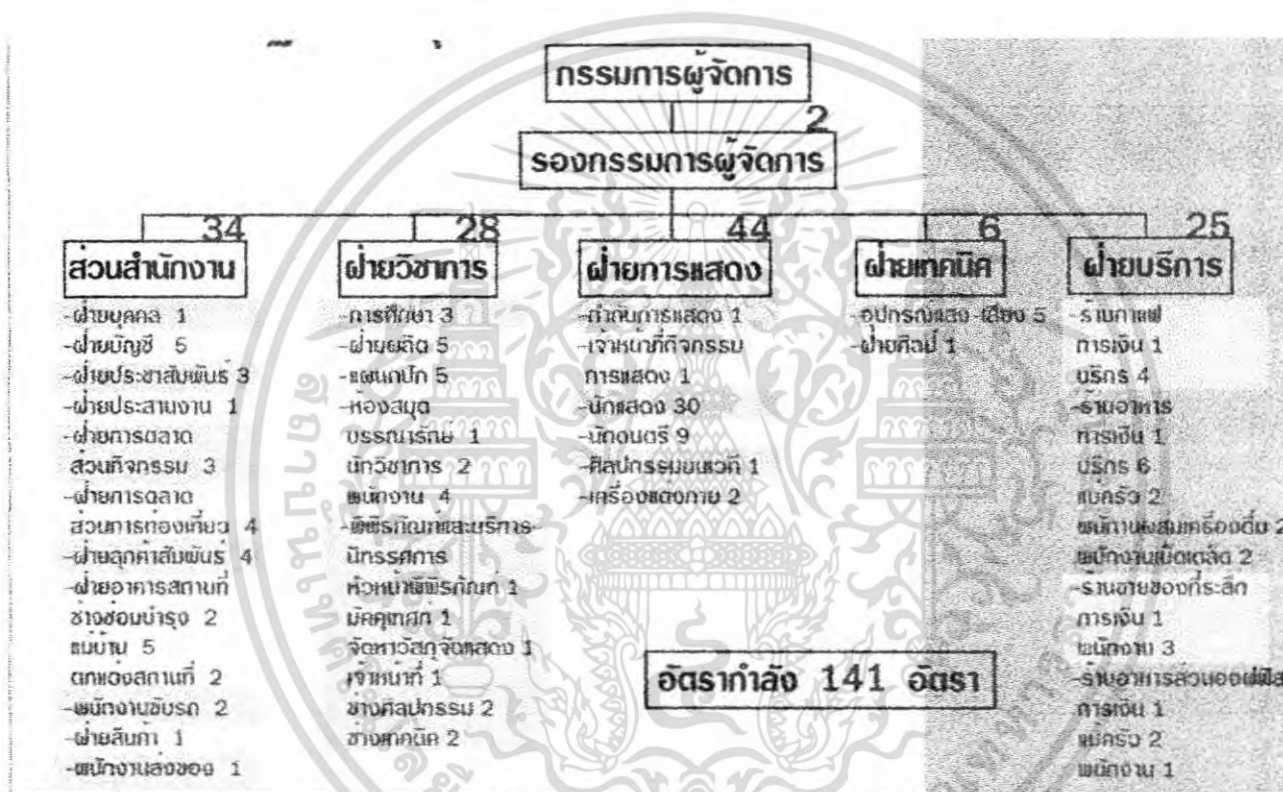 กรรมการผู้จัดการ
2
รองกรรมการผู้จัดการ
34
ส่วนสำนักงาน
-ฝ่ายบุคคล 1
-ฝ่ายบัญชี 5
-ฝ่ายประชาสัมพันธ์ 3
-ฝ่ายประสานงาน 1
-ฝ่ายการตลาด
ส่วนกิจกรรม 3
-ฝ่ายการตลาด
ส่วนการท่องเที่ยว 4
-ฝ่ายลูกค้าสัมพันธ์ 4
-ฝ่ายอาคารสถานที่
ช่างซ่อมบำรุง 2
แม่บ้าน 5
ตกแต่งสถานที่ 2
-พนักงานขับรถ 2
-ฝ่ายสินค้า 1
-พนักงานส่งของ 1
28
ฝ่ายวิชาการ
-การศึกษา 3
-ฝ่ายผลิต 5
-แผนกปัก 5
-ห้องสมุด
บรรณารักษ์ 1
นักวิชาการ 2
พนักงาน 4
-พิพิธภัณฑ์และบริการ
นิทรรศการ
หัวหน้าพิพิธภัณฑ์ 1
มัคคุเทศก์ 1
จัดหาวัสดุจัดแสดง 1
เจ้าหน้าที่ 1
ช่างศิลปกรรม 2
ช่างเทคนิค 2
44
ฝ่ายการแสดง
-กำกับการแสดง 1
-เจ้าหน้าที่กิจกรรม
การแสดง 1
-นักแสดง 30
-นักดนตรี 9
-ศิลปกรรมบนเวที 1
-เครื่องแต่งกาย 2
6
ฝ่ายเทคนิค
-อุปกรณ์แสง-เสียง 5
-ฝ่ายศิลป์ 1
25
ฝ่ายบริการ
-ร้านกาแฟ
การเงิน 1
บริกร 4
-ร้านอาหาร
การเงิน 1
บริกร 6
แม่ครัว 2
พนักงานผสมเครื่องดื่ม 2
พนักงานเบ็ดเตล็ด 2
-ร้านขายของที่ระลึก
การเงิน 1
พนักงาน 3
-ร้านอาหารส่วนออฟฟิส
การเงิน 1
แม่ครัว 2
พนักงาน 1
อัตรากำลัง 141 อัตรา